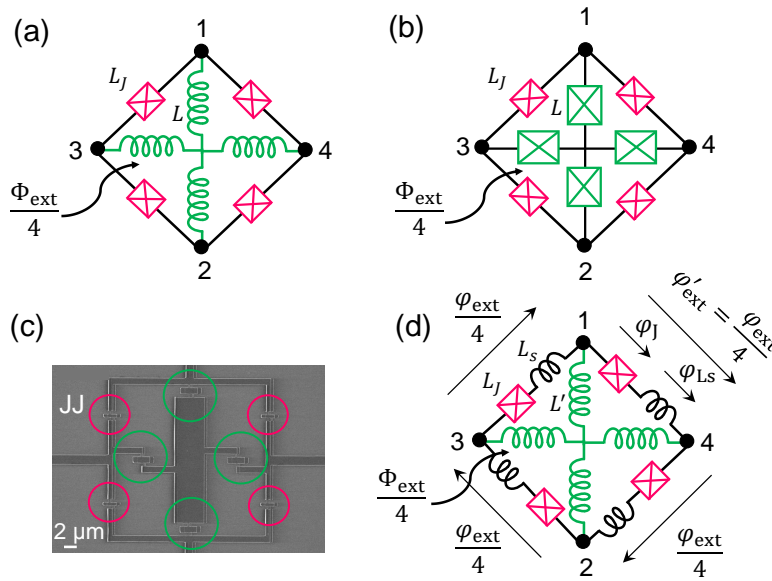 (a)
1
L_J
L
3
4
Φ_ext/4
2
(b)
1
L_J
L
3
4
Φ_ext/4
2
(c)
JJ
2 μm
(d)
φ_ext/4
φ′_ext = φ_ext/4
1
φ_J
L_s
L_J
φ_Ls
L′
3
4
Φ_ext/4
φ_ext/4
φ_ext/4
2